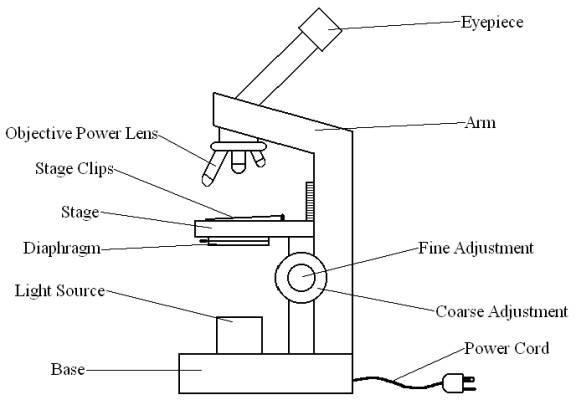 Eyepiece
Arm
Objective Power Lens
Stage Clips
Stage
Diaphragm
Fine Adjustment
Light Source
Coarse Adjustment
Power Cord
Base